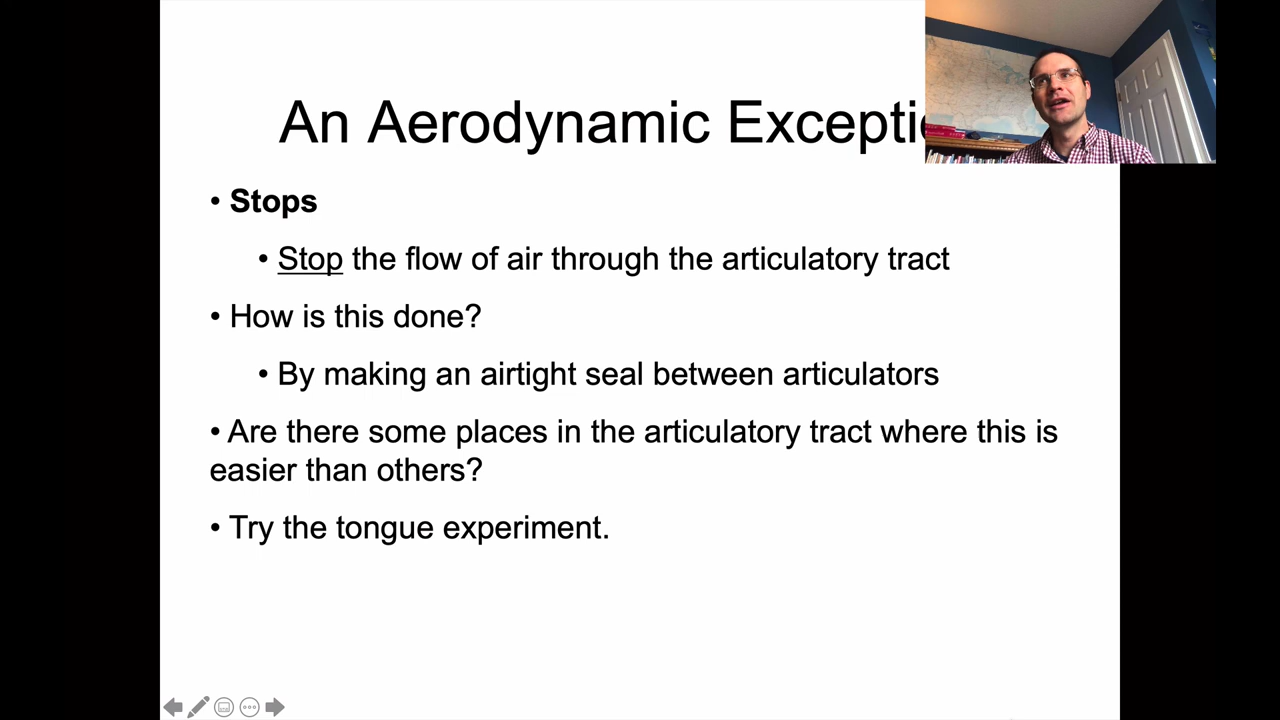 An Aerodynamic
• Stops
• Stop the flow of air through the articulatory tract
• How is this done?
• By making an airtight seal between articulators
• Are there some places in the articulatory tract where this is
easier than others?
• Try the tongue experiment.